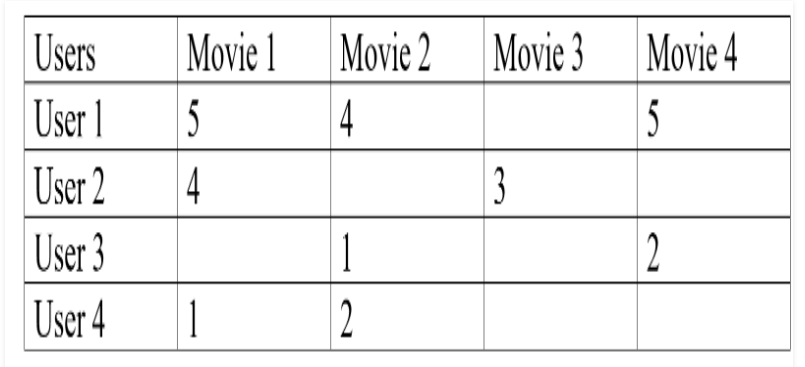 Users Movie 1 Movie 2 Movie 3 Movie 4
User 1 5 4 5
User 2 4 3
User 3 1 2
User 4 1 2